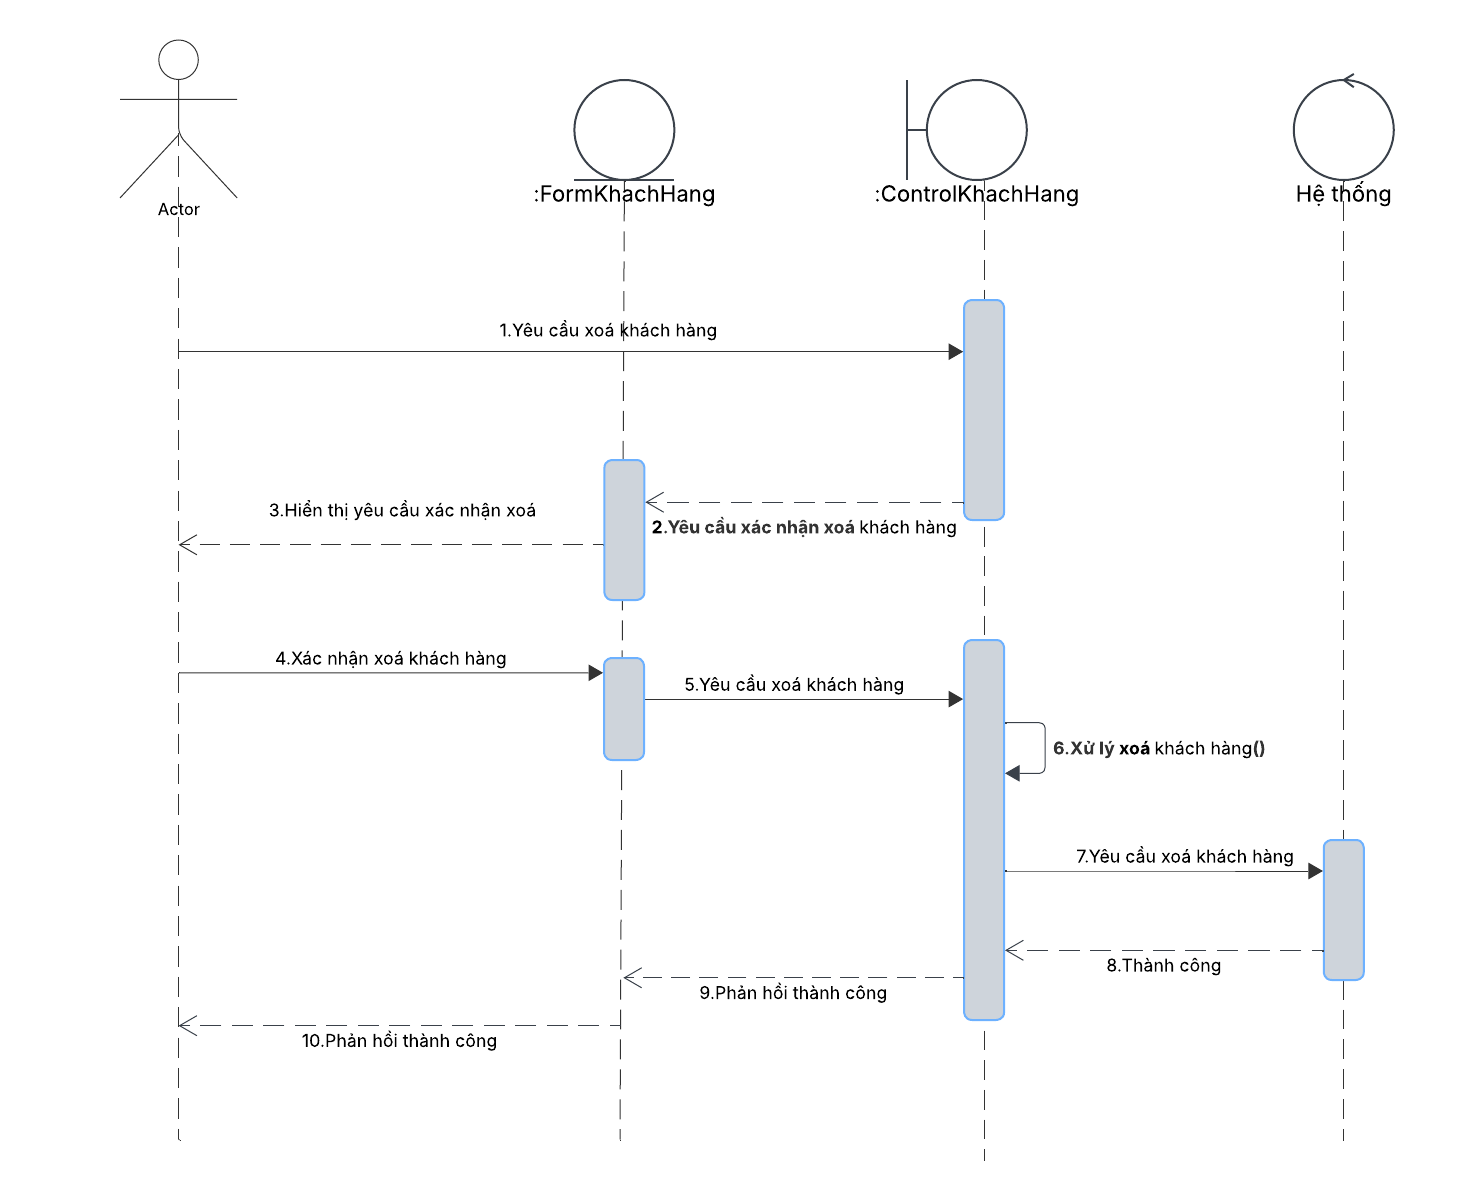 Actor
:FormKhachHang
:ControlKhachHang
Hệ thống
1.Yêu cầu xoá khách hàng
2.Yêu cầu xác nhận xoá khách hàng
3.Hiển thị yêu cầu xác nhận xoá
4.Xác nhận xoá khách hàng
5.Yêu cầu xoá khách hàng
6.Xử lý xoá khách hàng()
7.Yêu cầu xoá khách hàng
8.Thành công
9.Phản hồi thành công
10.Phản hồi thành công